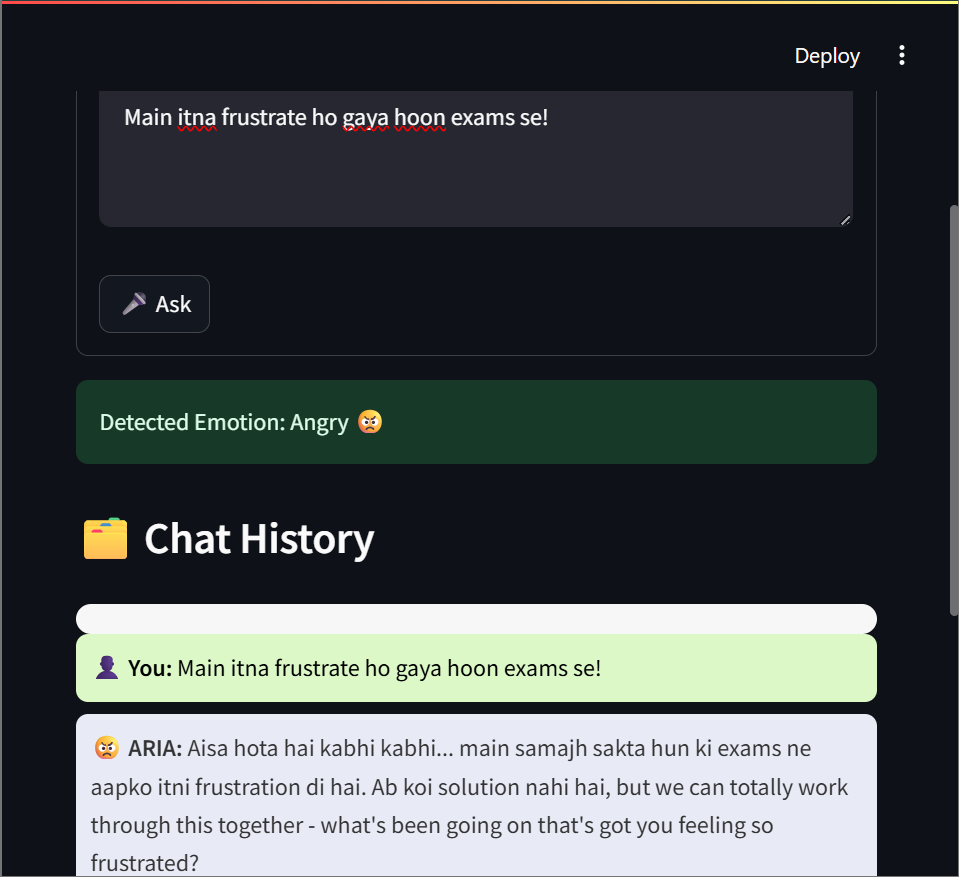 Deploy
Main itna frustrate ho gaya hoon exams se!
Ask
Detected Emotion: Angry 😡
Chat History
You: Main itna frustrate ho gaya hoon exams se!
ARIA: Aisa hota hai kabhi kabhi... main samajh sakta hun ki exams ne
aapko itni frustration di hai. Ab koi solution nahi hai, but we can totally work
through this together - what's been going on that's got you feeling so
frustrated?